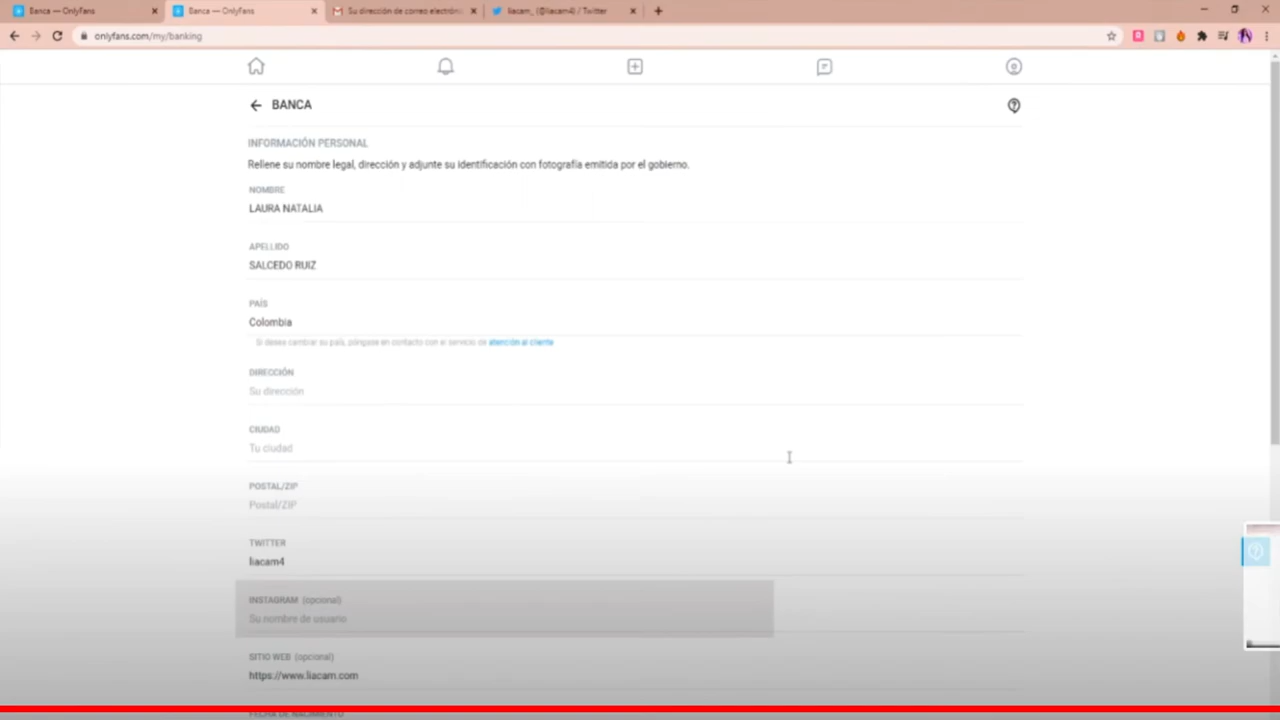 Banca — OnlyFans
Banca — OnlyFans
Su dirección de correo electróni
liacam_ (@liacam4) / Twitter
onlyfans.com/my/banking
BANCA
INFORMACIÓN PERSONAL
Rellene su nombre legal, dirección y adjunte su identificación con fotografía emitida por el gobierno.
NOMBRE
LAURA NATALIA
APELLIDO
SALCEDO RUIZ
PAÍS
Colombia
Si desea cambiar su país, póngase en contacto con el servicio de atención al cliente
DIRECCIÓN
Su dirección
CIUDAD
Tu ciudad
POSTAL/ZIP
Postal/ZIP
TWITTER
liacam4
INSTAGRAM (opcional)
Su nombre de usuario
SITIO WEB (opcional)
https://www.liacam.com
FECHA DE NACIMIENTO